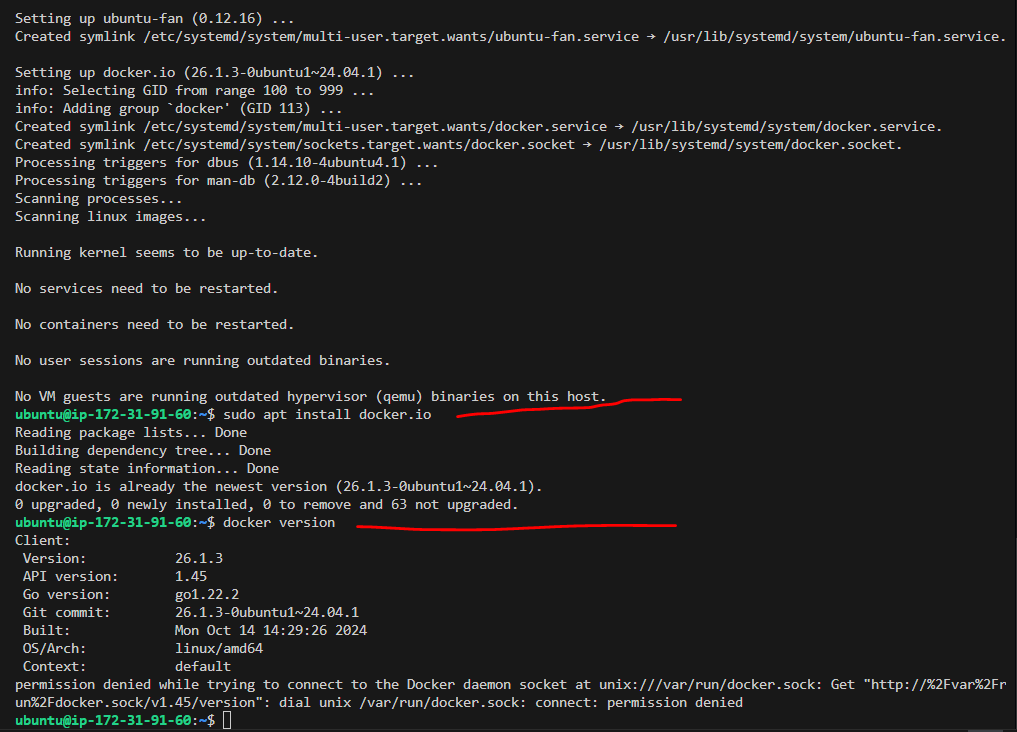 Setting up ubuntu-fan (0.12.16) ...
Created symlink /etc/systemd/system/multi-user.target.wants/ubuntu-fan.service → /usr/lib/systemd/system/ubuntu-fan.service.
Setting up docker.io (26.1.3-0ubuntu1~24.04.1) ...
info: Selecting GID from range 100 to 999 ...
info: Adding group `docker' (GID 113) ...
Created symlink /etc/systemd/system/multi-user.target.wants/docker.service → /usr/lib/systemd/system/docker.service.
Created symlink /etc/systemd/system/sockets.target.wants/docker.socket → /usr/lib/systemd/system/docker.socket.
Processing triggers for dbus (1.14.10-4ubuntu4.1) ...
Processing triggers for man-db (2.12.0-4build2) ...
Scanning processes...
Scanning linux images...
Running kernel seems to be up-to-date.
No services need to be restarted.
No containers need to be restarted.
No user sessions are running outdated binaries.
No VM guests are running outdated hypervisor (qemu) binaries on this host.
ubuntu@ip-172-31-91-60:~$ sudo apt install docker.io
Reading package lists... Done
Building dependency tree... Done
Reading state information... Done
docker.io is already the newest version (26.1.3-0ubuntu1~24.04.1).
0 upgraded, 0 newly installed, 0 to remove and 63 not upgraded.
ubuntu@ip-172-31-91-60:~$ docker version
Client:
 Version:           26.1.3
 API version:       1.45
 Go version:        go1.22.2
 Git commit:        26.1.3-0ubuntu1~24.04.1
 Built:             Mon Oct 14 14:29:26 2024
 OS/Arch:           linux/amd64
 Context:           default
permission denied while trying to connect to the Docker daemon socket at unix:///var/run/docker.sock: Get "http://%2Fvar%2Fr
un%2Fdocker.sock/v1.45/version": dial unix /var/run/docker.sock: connect: permission denied
ubuntu@ip-172-31-91-60:~$